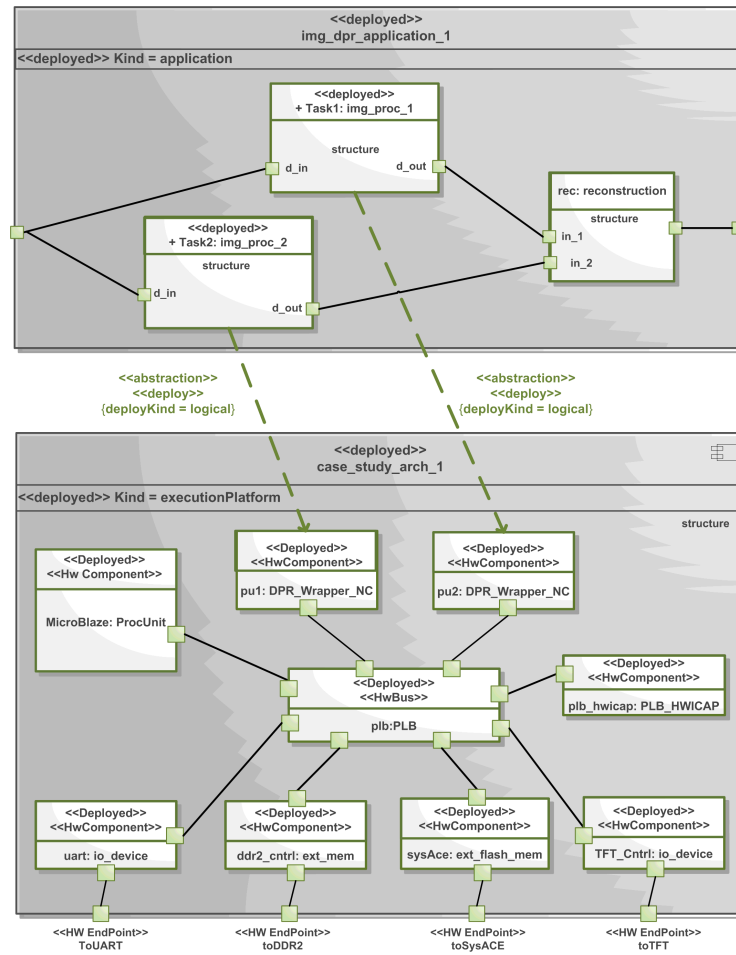 <<deployed>>
img_dpr_application_1
<<deployed>> Kind = application
<<deployed>>
+ Task1: img_proc_1
structure
d_in
d_out
rec: reconstruction
structure
in_1
in_2
<<deployed>>
+ Task2: img_proc_2
structure
d_in
d_out
<<abstraction>>
<<deploy>>
{deployKind = logical}
<<abstraction>>
<<deploy>>
{deployKind = logical}
<<deployed>>
case_study_arch_1
<<deployed>> Kind = executionPlatform
structure
<<Deployed>>
<<Hw Component>>
MicroBlaze: ProcUnit
<<Deployed>>
<<HwComponent>>
pu1: DPR_Wrapper_NC
<<Deployed>>
<<HwComponent>>
pu2: DPR_Wrapper_NC
<<Deployed>>
<<HwBus>>
plb:PLB
<<Deployed>>
<<HwComponent>>
plb_hwicap: PLB_HWICAP
<<Deployed>>
<<HwComponent>>
uart: io_device
<<Deployed>>
<<HwComponent>>
ddr2_cntrl: ext_mem
<<Deployed>>
<<HwComponent>>
sysAce: ext_flash_mem
<<Deployed>>
<<HwComponent>>
TFT_Cntrl: io_device
<<HW EndPoint>>
ToUART
<<HW EndPoint>>
toDDR2
<<HW EndPoint>>
toSysACE
<<HW EndPoint>>
toTFT